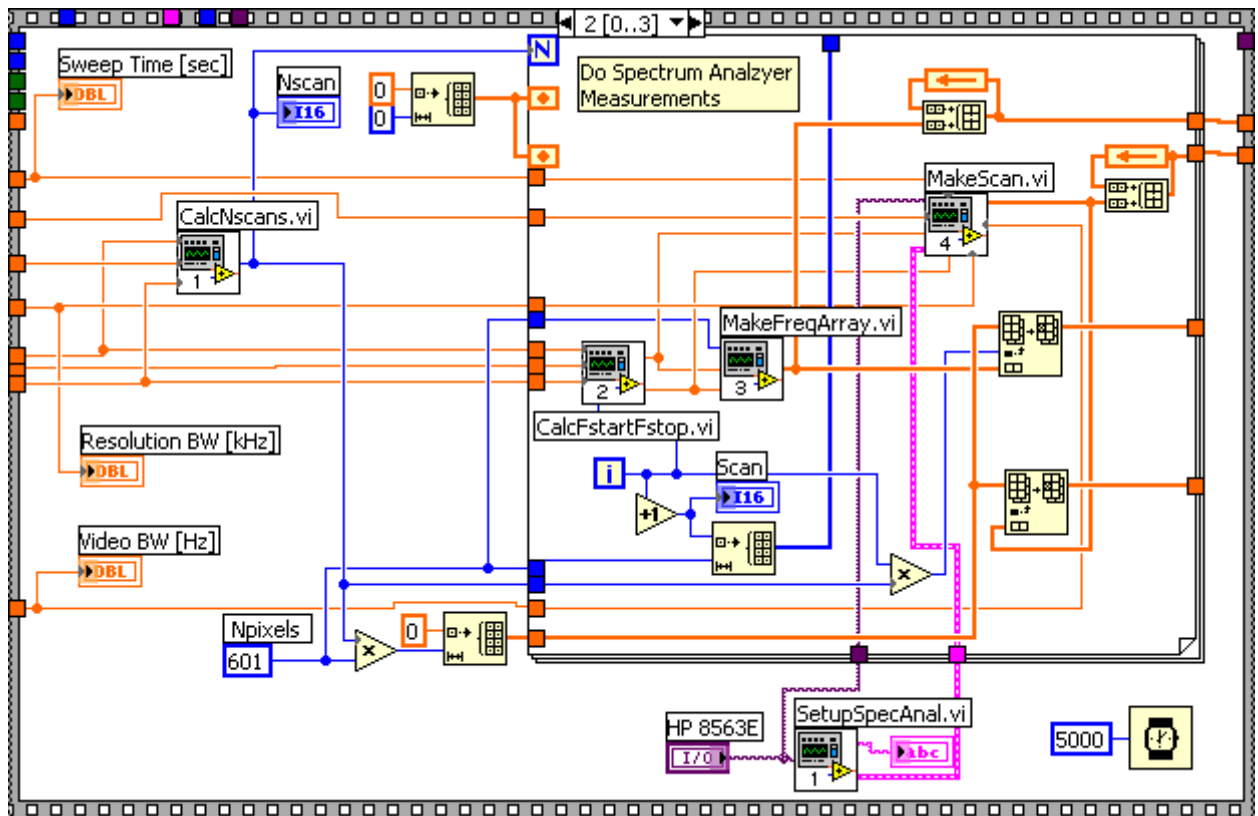 2 [0..3]
Sweep Time [sec]
DBL
Nscan
I16
0
0
N
Do Spectrum Analzyer
Measurements
MakeScan.vi
4
CalcNscans.vi
1
MakeFreqArray.vi
3
2
CalcFstartFstop.vi
Resolution BW [kHz]
DBL
i
Scan
I16
+1
Video BW [Hz]
DBL
x
Npixels
601
0
x
HP 8563E
I/O
SetupSpecAnal.vi
1
abc
5000